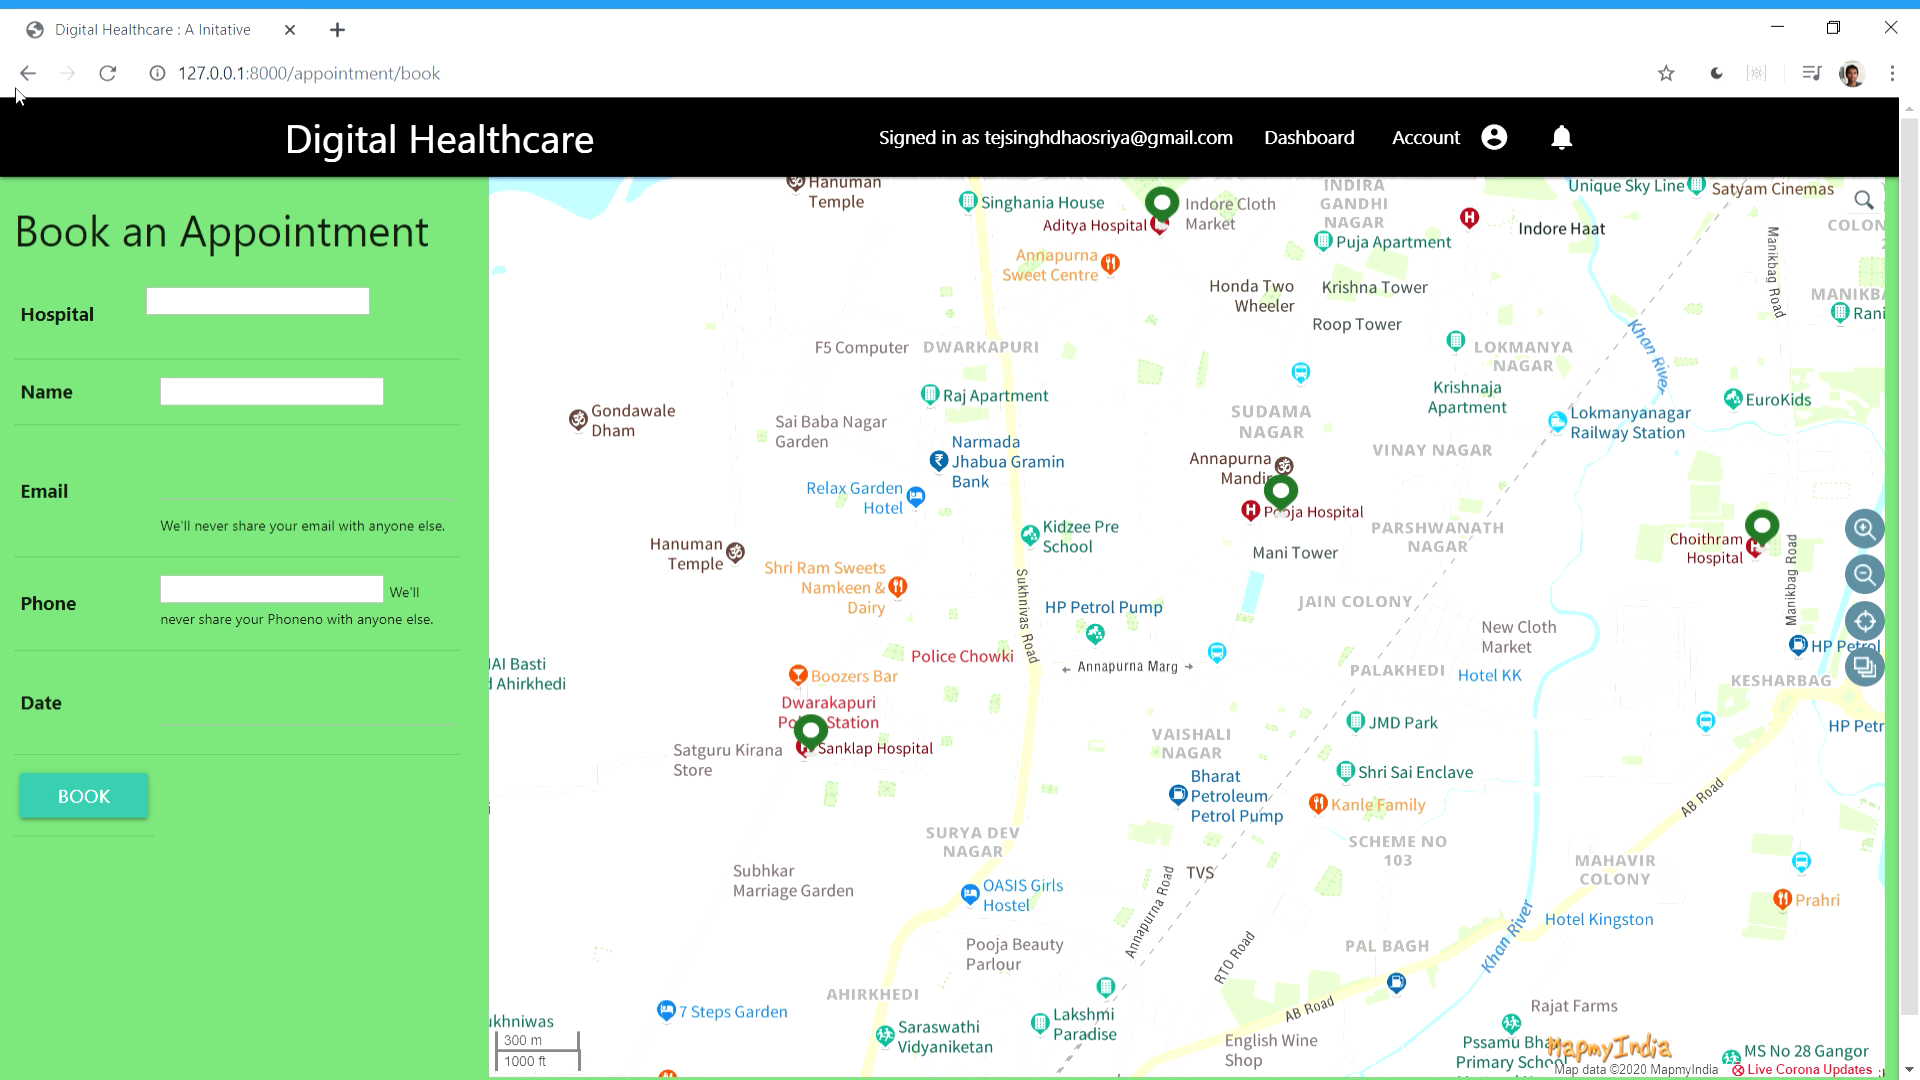 Digital Healthcare : A Initative
127.0.0.1:8000/appointment/book
Digital Healthcare
Signed in as tejsinghdhaosriya@gmail.com
Dashboard
Account
Book an Appointment
Hospital
Name
Email
We'll never share your email with anyone else.
Phone
We'll
never share your Phoneno with anyone else.
Date
BOOK
Hanuman
Temple
Singhania House
Aditya Hospital
Indore Cloth
Market
INDIRA
GANDHI
NAGAR
Unique Sky Line
Satyam Cinemas
Indore Haat
COLON
Puja Apartment
Annapurna
Sweet Centre
Honda Two
Wheeler
Krishna Tower
Manikbag Road
MANIKBA
Rani
Roop Tower
F5 Computer
DWARKAPURI
LOKMANYA
NAGAR
Khan River
Raj Apartment
Krishnaja
Apartment
EuroKids
Gondawale
Dham
Sai Baba Nagar
Garden
SUDAMA
NAGAR
Lokmanyanagar
Railway Station
Narmada
Jhabua Gramin
Bank
VINAY NAGAR
Annapurna
Mandir
Relax Garden
Hotel
Pooja Hospital
PARSHWANATH
NAGAR
Kidzee Pre
School
Choithram
Hospital
Manikbag Road
Hanuman
Temple
Mani Tower
Shri Ram Sweets
Namkeen &
Dairy
Sukhnivas Road
HP Petrol Pump
JAIN COLONY
New Cloth
Market
HP Petrol
Police Chowki
Annapurna Marg
AI Basti
d Ahirkhedi
PALAKHEDI
Hotel KK
KESHARBAG
Boozers Bar
Dwarakapuri
Police Station
Sanklap Hospital
Satguru Kirana
Store
JMD Park
HP Petr
VAISHALI
NAGAR
Shri Sai Enclave
Bharat
Petroleum
Petrol Pump
Kanle Family
AB Road
SURYA DEV
NAGAR
SCHEME NO
103
MAHAVIR
COLONY
Subhkar
Marriage Garden
TVS
OASIS Girls
Hostel
Annapurna Road
Prahri
Hotel Kingston
Khan River
Pooja Beauty
Parlour
RTO Road
PAL BAGH
AHIRKHEDI
7 Steps Garden
AB Road
Rajat Farms
ukhniwas
Saraswathi
Vidyaniketan
Lakshmi
Paradise
English Wine
Shop
Pssamu Bha
Primary School
MapmyIndia
MS No 28 Gangor
300 m
1000 ft
Map data ©2020 MapmyIndia
Live Corona Updates